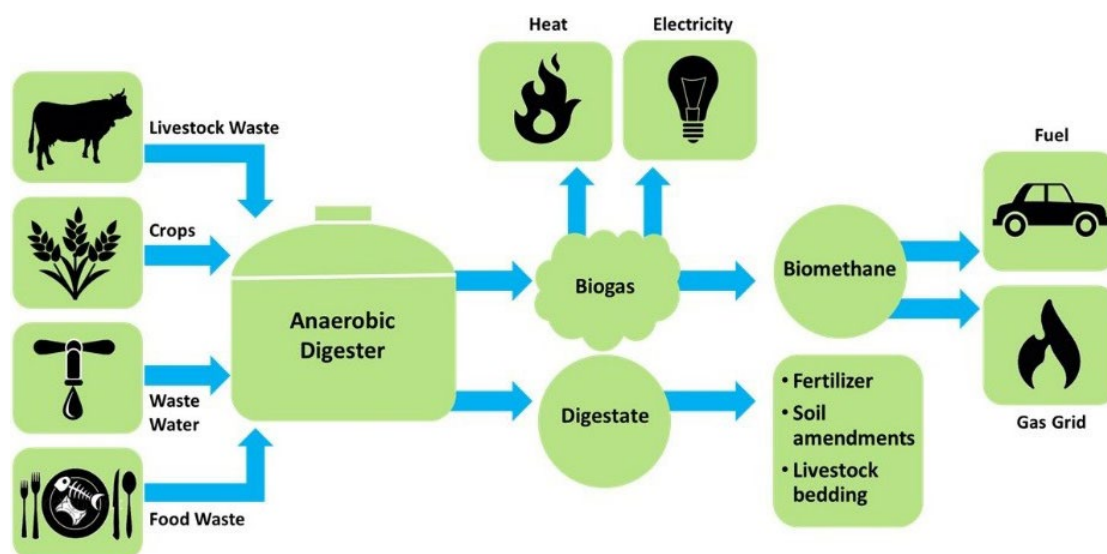 Heat
Electricity
Livestock Waste
Crops
Waste
Water
Food Waste
Anaerobic
Digester
Biogas
Digestate
Biomethane
• Fertilizer
• Soil
amendments
• Livestock
bedding
Fuel
Gas Grid